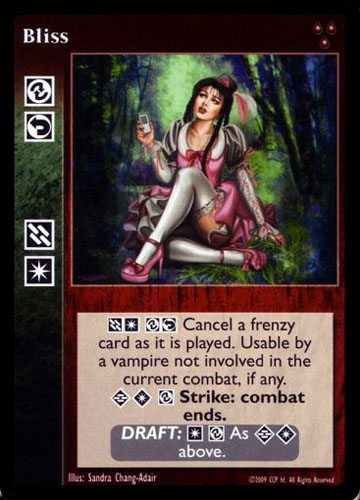 Bliss
Cancel a frenzy
card as it is played. Usable by
a vampire not involved in the
current combat, if any.
Strike: combat
ends.
DRAFT: As
above.
Illus: Sandra Chang-Adair ©2009 CCP hf. All Rights Reserved